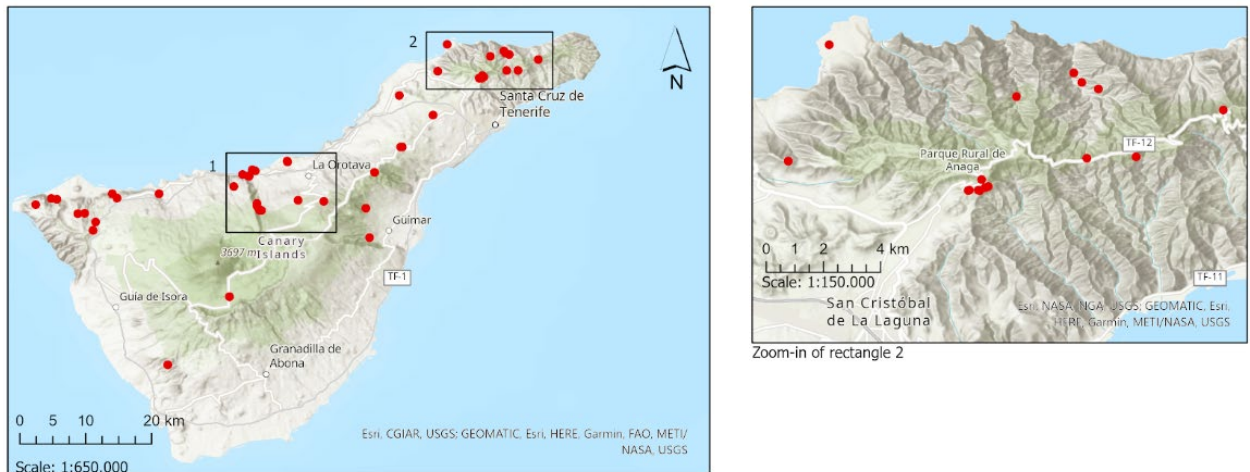 2
Santa Cruz de
Tenerife
N
1
La Orotava
Güímar
Canary
Islands
3697 m
TF-1
Guía de Isora
Granadilla de
Abona
0 5 10 20 km
Scale: 1:650.000
Esri, CGIAR, USGS; GEOMATIC, Esri, HERE, Garmin, FAO, METI/
NASA, USGS
TF-12
Parque Rural de
Anaga
0 1 2 4 km
Scale: 1:150.000
TF-11
San Cristóbal
de La Laguna
Esri, NASA, NGA, USGS; GEOMATIC, Esri,
HERE, Garmin, METI/NASA, USGS
Zoom-in of rectangle 2